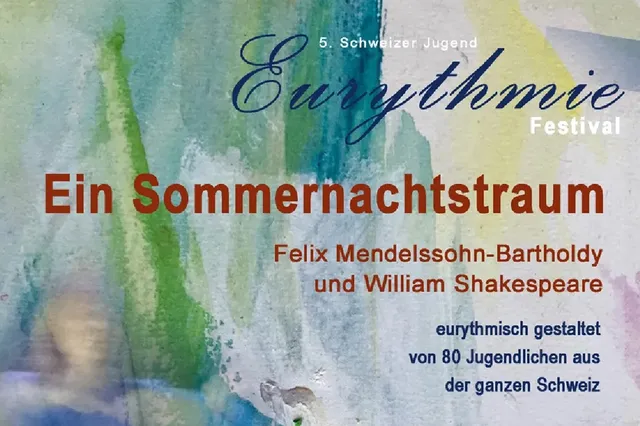 5. Schweizer Jugend
Eurythmie
Festival
Ein Sommernachtstraum
Felix Mendelssohn-Bartholdy
und William Shakespeare
eurythmisch gestaltet
von 80 Jugendlichen aus
der ganzen Schweiz